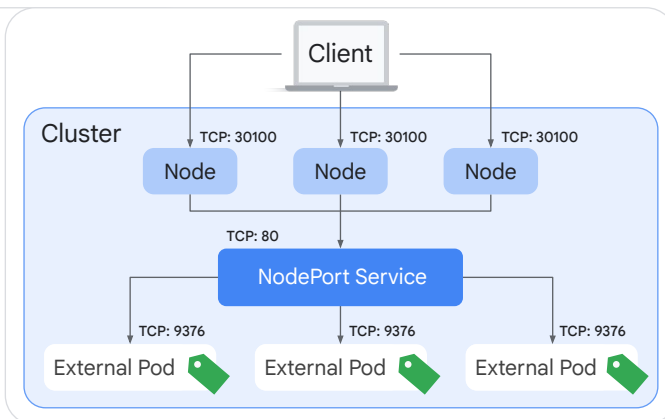 Client
Cluster
TCP: 30100
TCP: 30100
TCP: 30100
Node
Node
Node
TCP: 80
NodePort Service
TCP: 9376
TCP: 9376
TCP: 9376
External Pod
External Pod
External Pod